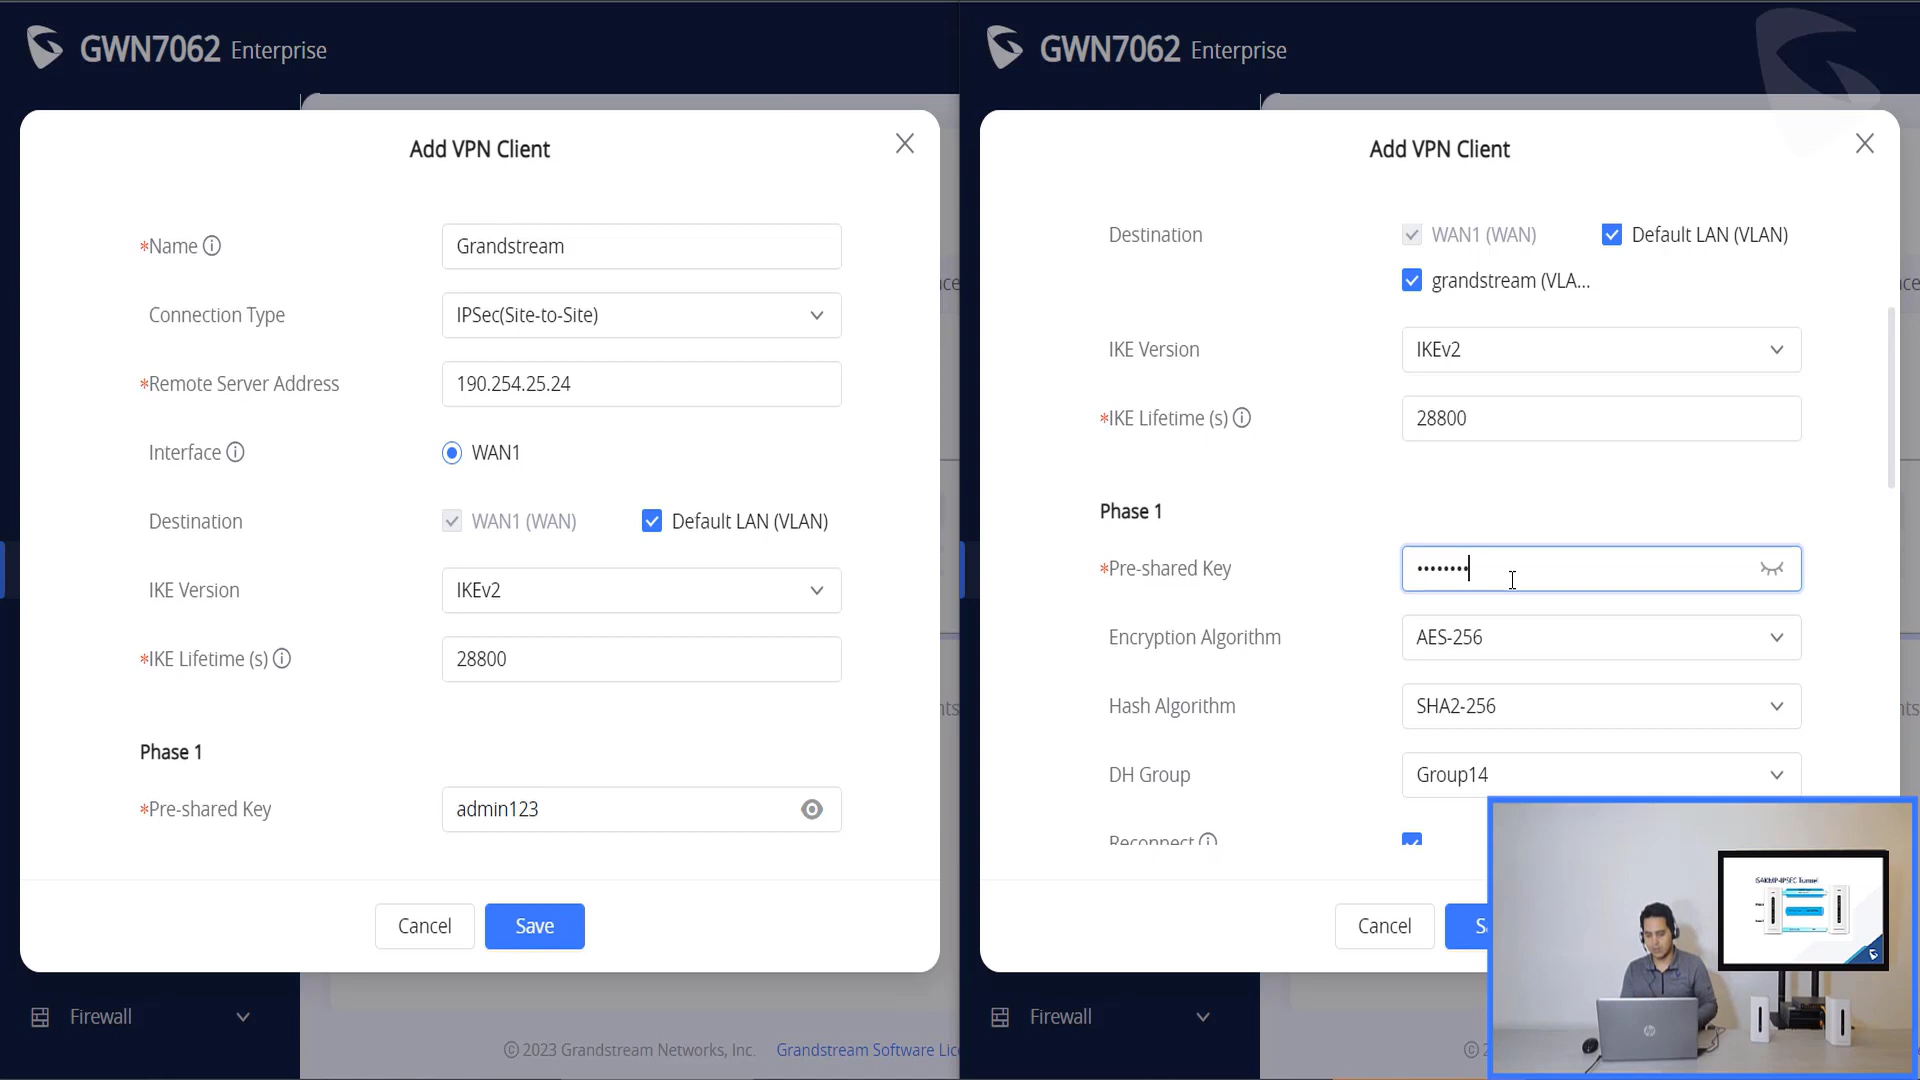 GWN7062 Enterprise
Add VPN Client
*Name
Grandstream
Connection Type
IPSec(Site-to-Site)
*Remote Server Address
190.254.25.24
Interface
WAN1
Destination
WAN1 (WAN)
Default LAN (VLAN)
IKE Version
IKEv2
*IKE Lifetime (s)
28800
Phase 1
*Pre-shared Key
admin123
Cancel
Save
Firewall
© 2023 Grandstream Networks, Inc.
Grandstream Software Lic
GWN7062 Enterprise
Add VPN Client
Destination
WAN1 (WAN)
Default LAN (VLAN)
grandstream (VLA...
IKE Version
IKEv2
*IKE Lifetime (s)
28800
Phase 1
*Pre-shared Key
••••••••
Encryption Algorithm
AES-256
Hash Algorithm
SHA2-256
DH Group
Group14
Reconnect
Cancel
Firewall
ISAKMP-IPSEC Tunnel